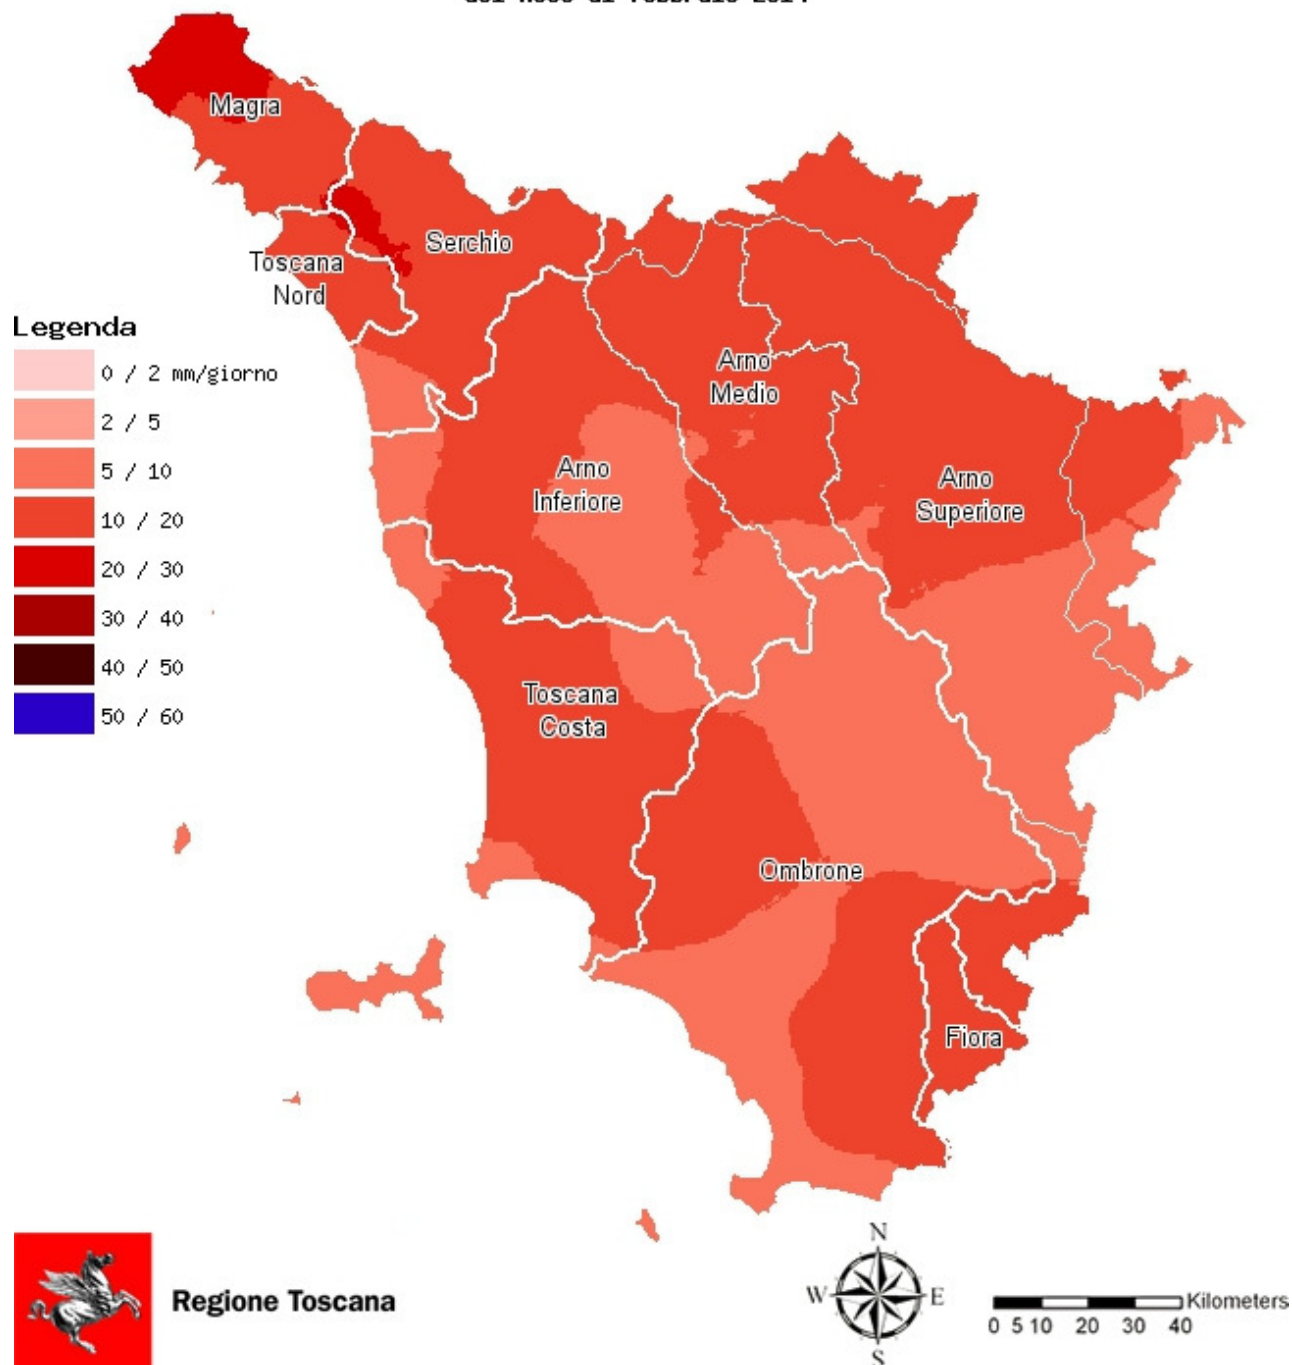 Magra
Serchio
Toscana
Nord
Legenda
0 / 2 mm/giorno
2 / 5
5 / 10
10 / 20
20 / 30
30 / 40
40 / 50
50 / 60
Arno
Medio
Arno
Inferiore
Arno
Superiore
Toscana
Costa
Ombrone
Fiora
Regione Toscana
N
W
E
S
Kilometers
0 5 10 20 30 40